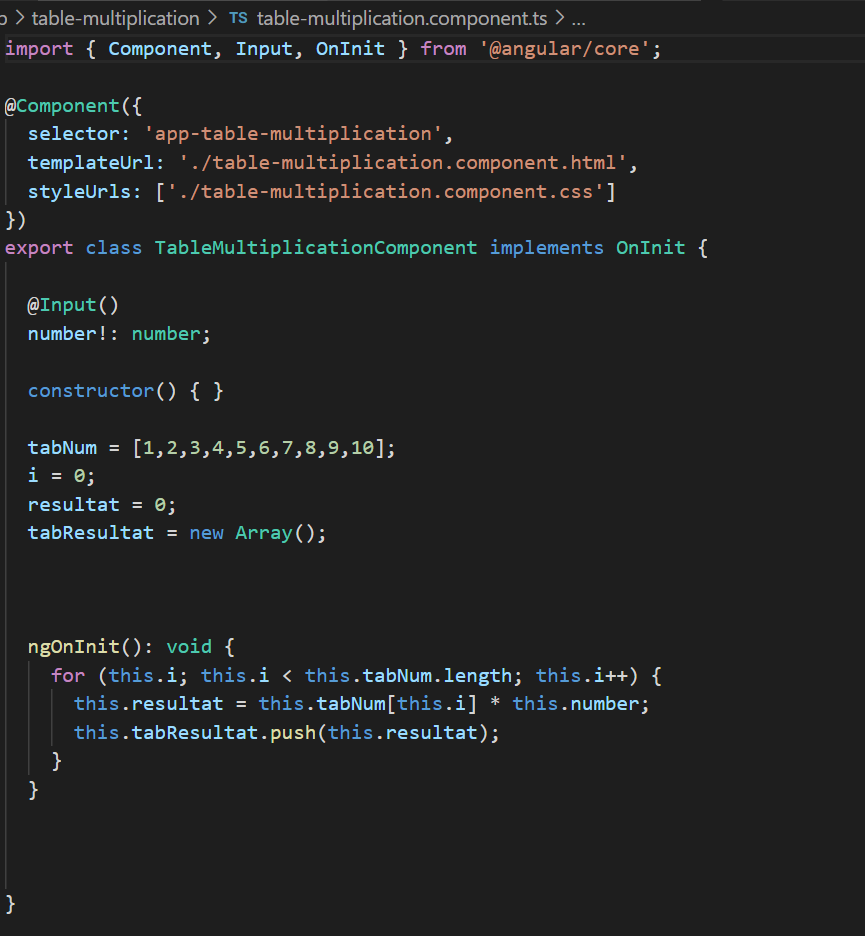 table-multiplication > TS table-multiplication.component.ts > ...
import { Component, Input, OnInit } from '@angular/core';
@Component({
  selector: 'app-table-multiplication',
  templateUrl: './table-multiplication.component.html',
  styleUrls: ['./table-multiplication.component.css']
})
export class TableMultiplicationComponent implements OnInit {
  @Input()
  number!: number;
  constructor() { }
  tabNum = [1,2,3,4,5,6,7,8,9,10];
  i = 0;
  resultat = 0;
  tabResultat = new Array();
  ngOnInit(): void {
    for (this.i; this.i < this.tabNum.length; this.i++) {
      this.resultat = this.tabNum[this.i] * this.number;
      this.tabResultat.push(this.resultat);
    }
  }
}